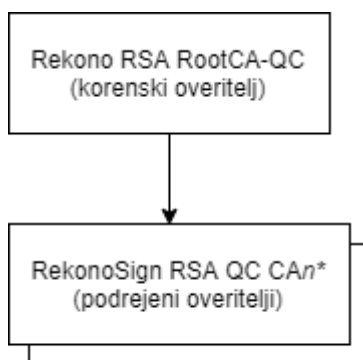 Rekono RSA RootCA-QC
(korenski overitelj)
RekonoSign RSA QC CAn*
(podrejeni overitelji)